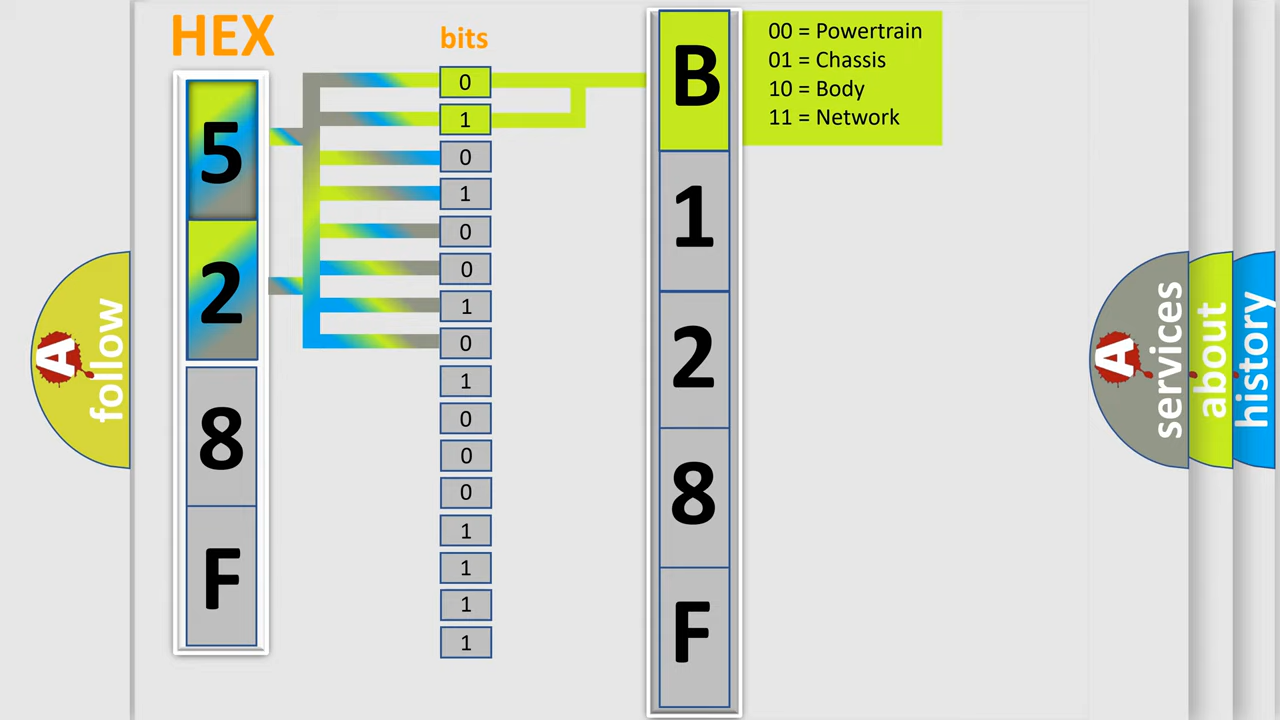 HEX
5
2
8
F
bits
0
1
0
1
0
0
1
0
1
0
0
0
1
1
1
1
B
1
2
8
F
00 = Powertrain
01 = Chassis
10 = Body
11 = Network
A follow
A services
about
history